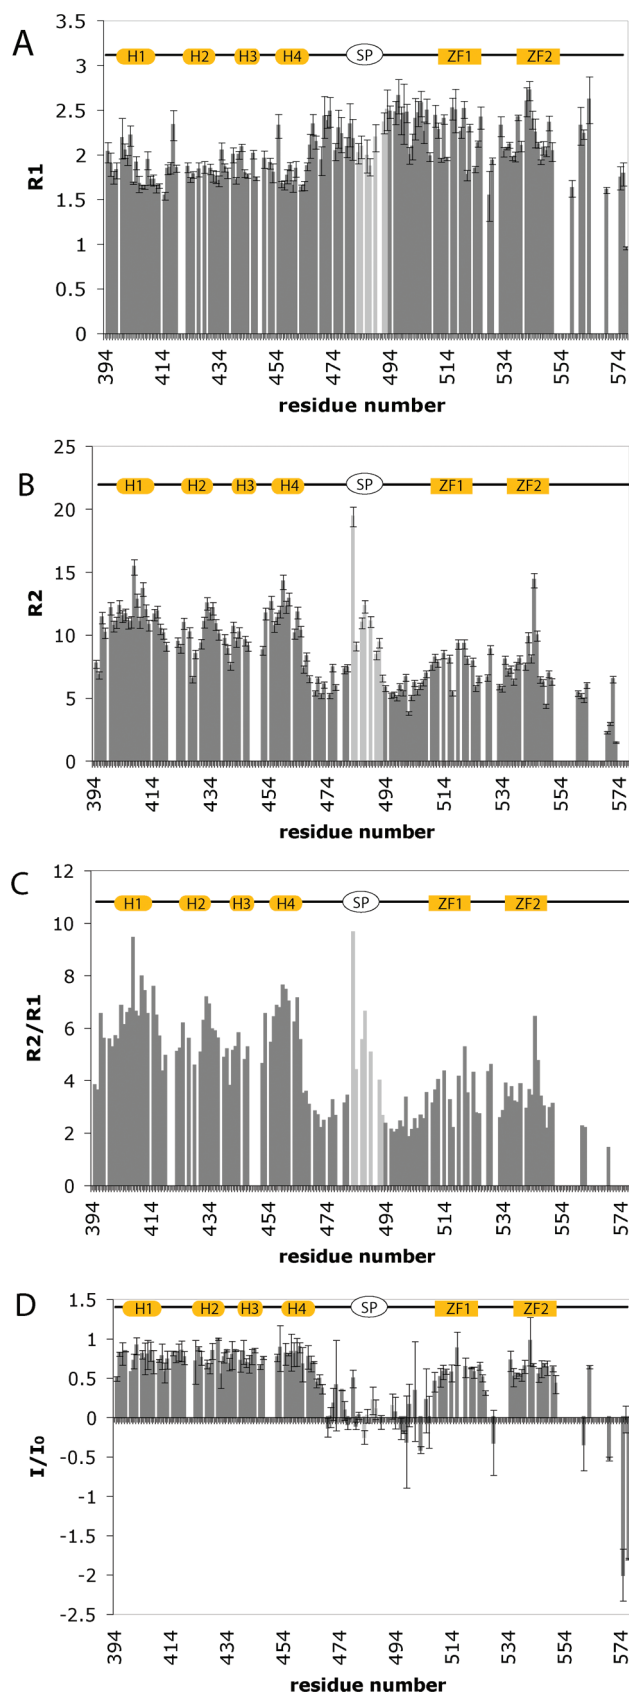 A
3.5
3
2.5
2
1.5
1
0.5
0
R1
H1 H2 H3 H4 SP ZF1 ZF2
394 414 434 454 474 494 514 534 554 574
residue number
B
25
20
15
10
5
0
R2
H1 H2 H3 H4 SP ZF1 ZF2
394 414 434 454 474 494 514 534 554 574
residue number
C
12
10
8
6
4
2
0
R2/R1
H1 H2 H3 H4 SP ZF1 ZF2
394 414 434 454 474 494 514 534 554 574
residue number
D
1.5
1
0.5
0
-0.5
-1
-1.5
-2
-2.5
I/I₀
H1 H2 H3 H4 SP ZF1 ZF2
394 414 434 454 474 494 514 534 554 574
residue number